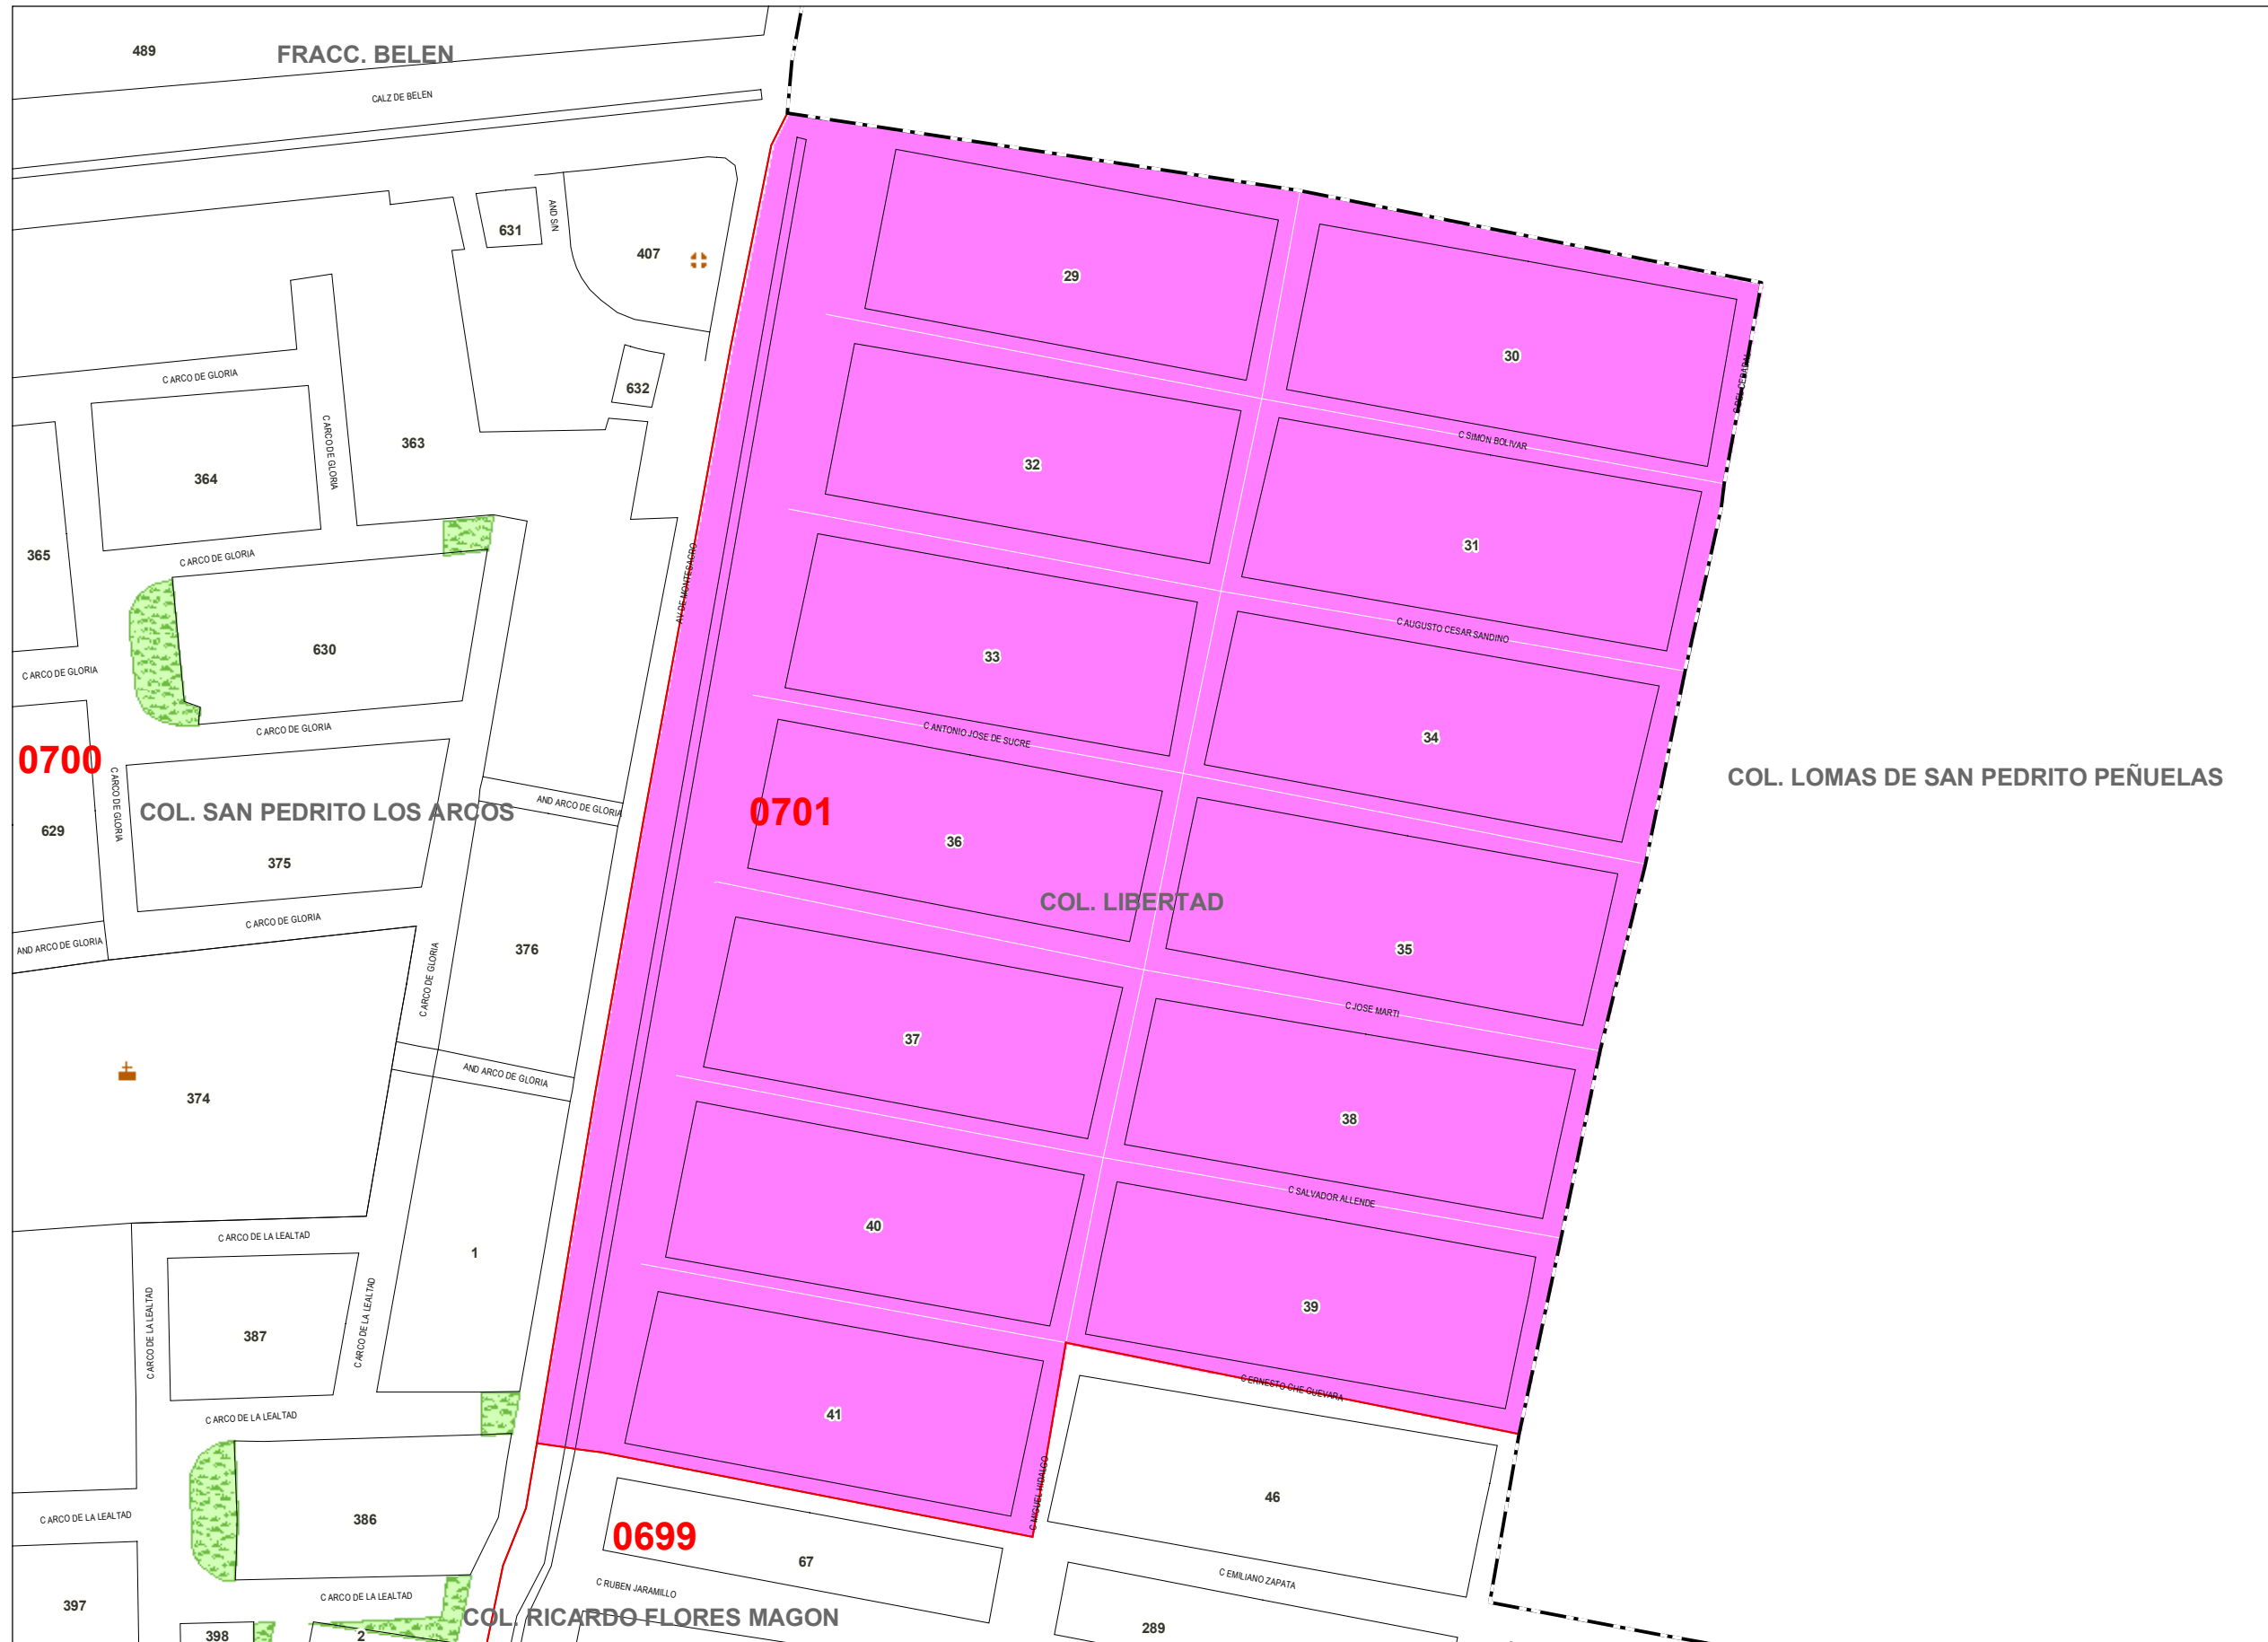 489
FRACC. BELEN
CALZ DE BELEN
631
AND S/N
407
29
30
C DEL CEBADAL
632
C ARCO DE GLORIA
C ARCO DE GLORIA
363
364
32
C SIMON BOLIVAR
31
365
C ARCO DE GLORIA
AV DE MONTESACRO
C AUGUSTO CESAR SANDINO
630
33
C ARCO DE GLORIA
C ARCO DE GLORIA
C ANTONIO JOSE DE SUCRE
34
0700
C ARCO DE GLORIA
COL. LOMAS DE SAN PEDRITO PEÑUELAS
COL. SAN PEDRITO LOS ARCOS
AND ARCO DE GLORIA
0701
629
36
375
COL. LIBERTAD
C ARCO DE GLORIA
AND ARCO DE GLORIA
376
35
C ARCO DE GLORIA
C JOSE MARTI
37
AND ARCO DE GLORIA
374
38
C SALVADOR ALLENDE
40
C ARCO DE LA LEALTAD
1
39
C ARCO DE LA LEALTAD
387
C ARCO DE LA LEALTAD
C ERNESTO CHE GUEVARA
C ARCO DE LA LEALTAD
41
C MIGUEL HIDALGO
46
C ARCO DE LA LEALTAD
386
0699
67
C EMILIANO ZAPATA
C RUBEN JARAMILLO
C ARCO DE LA LEALTAD
397
COL. RICARDO FLORES MAGON
398
2
289